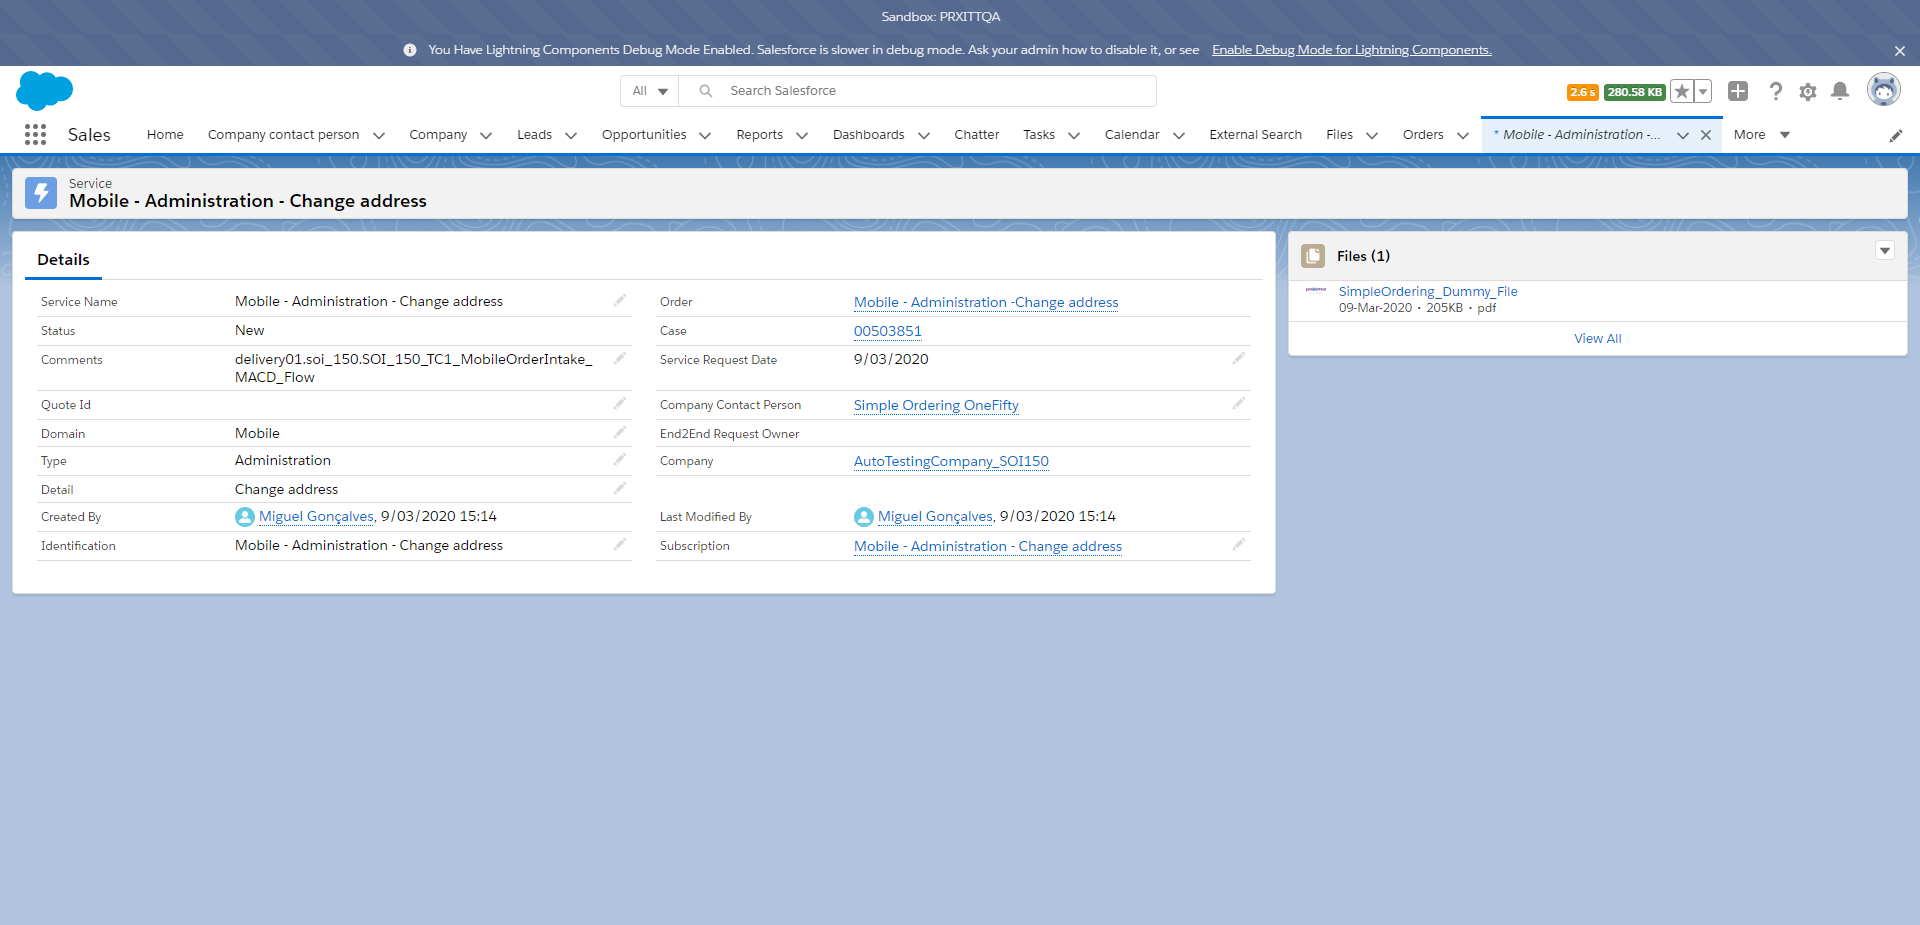 Sandbox: PRXITTQA
You Have Lightning Components Debug Mode Enabled. Salesforce is slower in debug mode. Ask your admin how to disable it, or see Enable Debug Mode for Lightning Components.
All Search Salesforce
2.6 s 280.58 KB
Sales Home Company contact person Company Leads Opportunities Reports Dashboards Chatter Tasks Calendar External Search Files Orders * Mobile - Administration -... More
Service
Mobile - Administration - Change address
Details
Service Name Mobile - Administration - Change address
Order Mobile - Administration -Change address
Status New
Case 00503851
Comments delivery01.soi_150.SOI_150_TC1_MobileOrderIntake_
MACD_Flow
Service Request Date 9/03/2020
Quote Id
Company Contact Person Simple Ordering OneFifty
Domain Mobile
End2End Request Owner
Type Administration
Company AutoTestingCompany_SOI150
Detail Change address
Created By Miguel Gonçalves, 9/03/2020 15:14
Last Modified By Miguel Gonçalves, 9/03/2020 15:14
Identification Mobile - Administration - Change address
Subscription Mobile - Administration - Change address
Files (1)
SimpleOrdering_Dummy_File
09-Mar-2020 • 205KB • pdf
View All